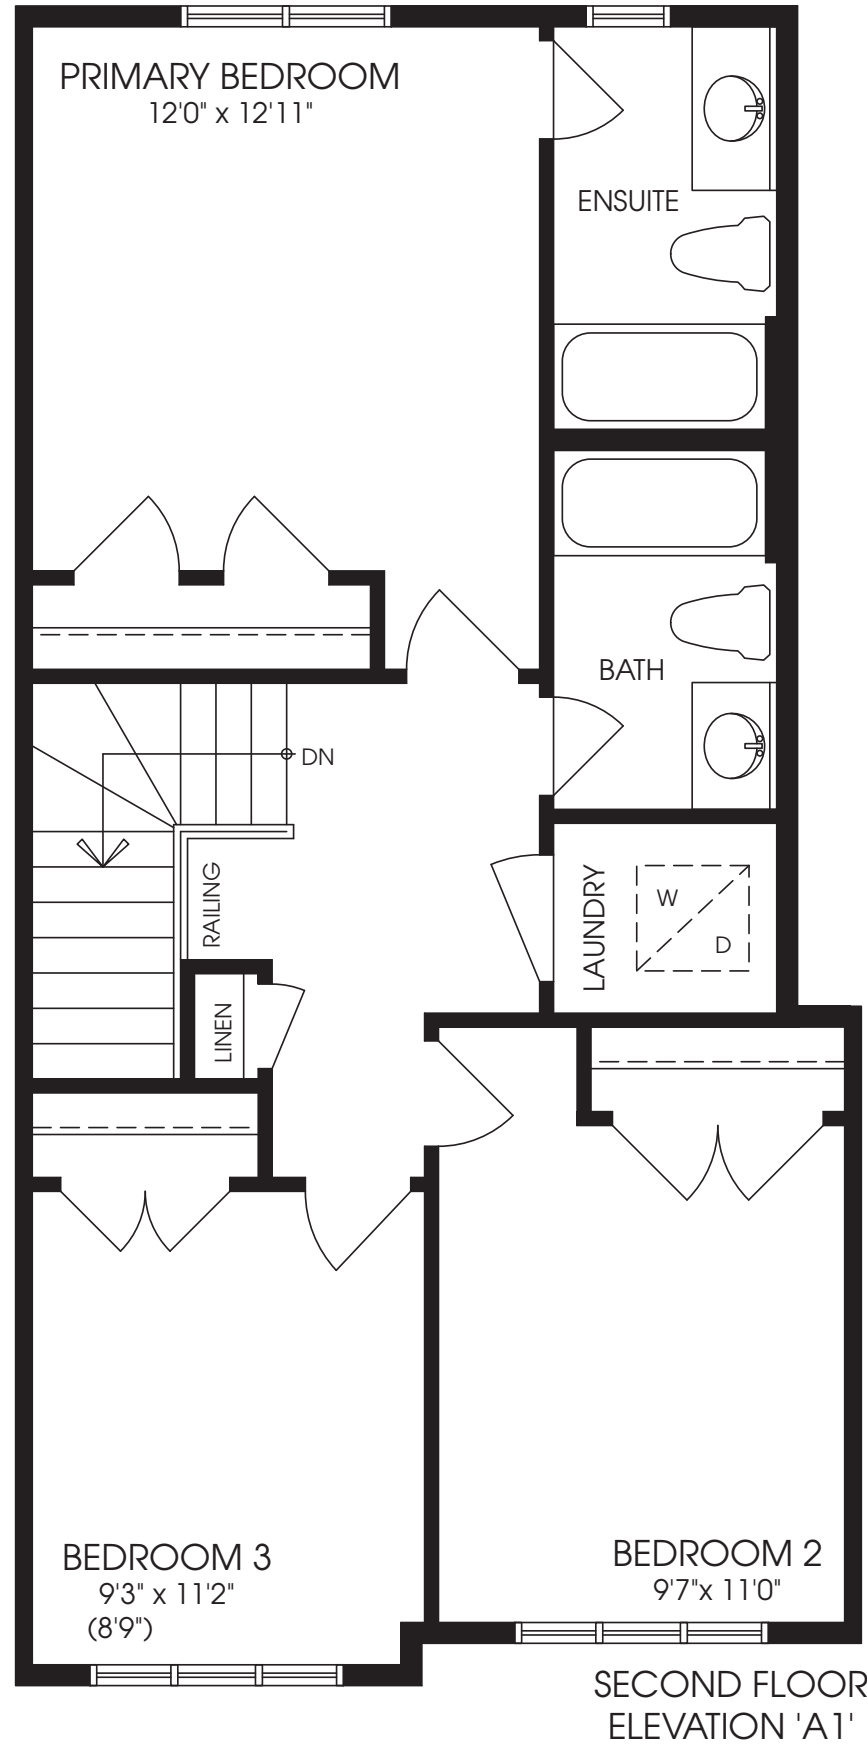 PRIMARY BEDROOM
12'0" x 12'11"
ENSUITE
BATH
DN
RAILING
LAUNDRY
W
D
LINEN
BEDROOM 3
9'3" x 11'2"
(8'9")
BEDROOM 2
9'7"x 11'0"
SECOND FLOOR
ELEVATION 'A1'